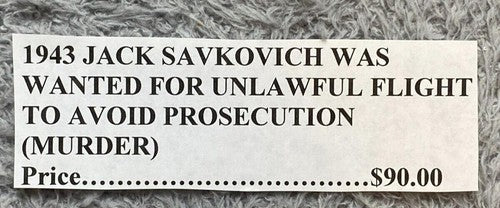 1943 JACK SAVKOVICH WAS
WANTED FOR UNLAWFUL FLIGHT
TO AVOID PROSECUTION
(MURDER)
Price.................................$90.00